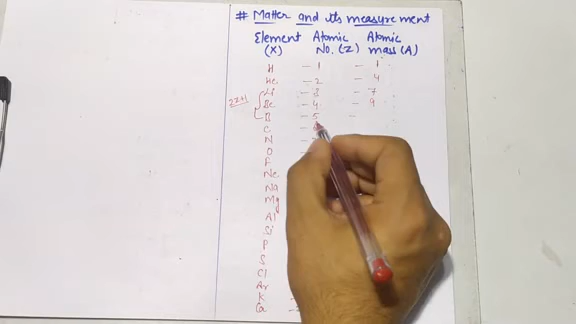 # Matter and its measurement
Element Atomic Atomic
(X) No. (Z) mass (A)
H - 1 - 1
He - 2 - 4
Li - 3 - 7
2Z+1 Be - 4 - 9
B - 5 -
C - 6
N -
O -
F
Ne
Na
Mg
Al
Si
P
S
Cl
Ar
K -
Ca -